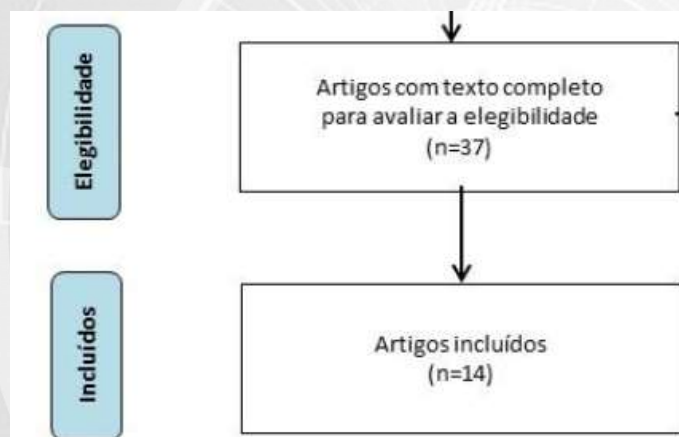 Elegibilidade
Artigos com texto completo
para avaliar a elegibilidade
(n=37)
Incluídos
Artigos incluídos
(n=14)